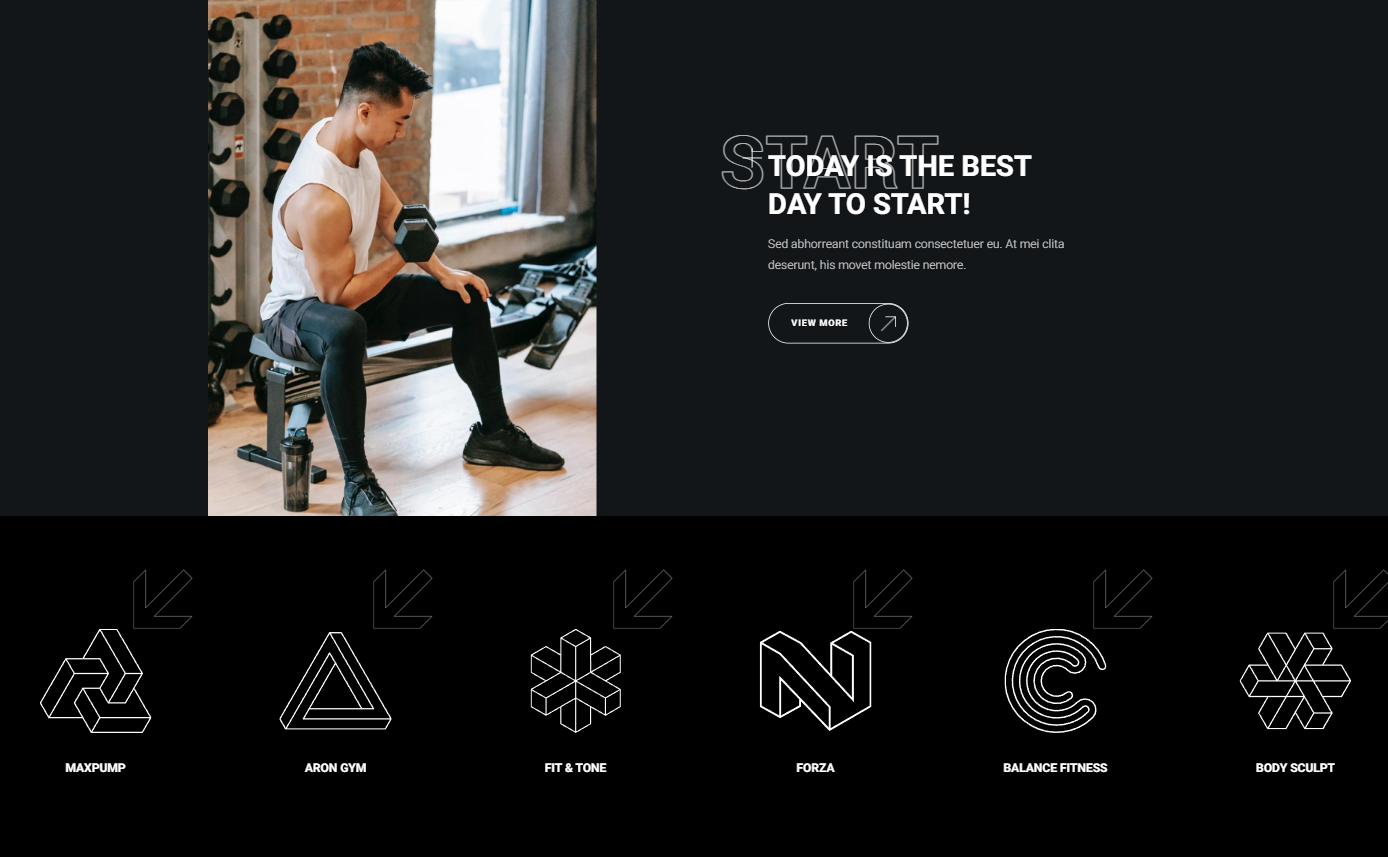 START
TODAY IS THE BEST
DAY TO START!
Sed abhorreant constituam consectetuer eu. At mei clita
deserunt, his movet molestie nemore.
VIEW MORE
MAXPUMP
ARON GYM
FIT & TONE
FORZA
BALANCE FITNESS
BODY SCULPT